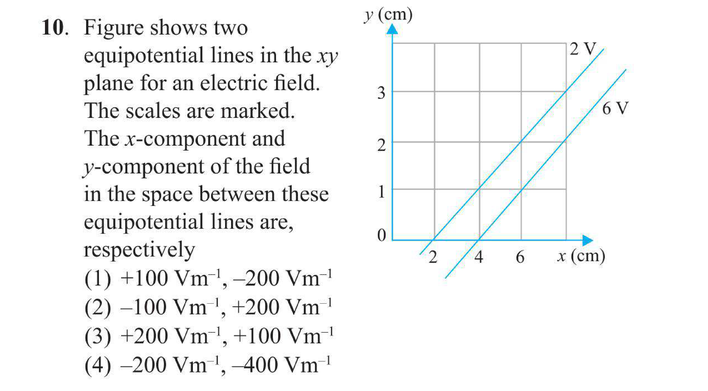 10. Figure shows two
equipotential lines in the xy
plane for an electric field.
The scales are marked.
The x-component and
y-component of the field
in the space between these
equipotential lines are,
respectively
(1) +100 Vm⁻¹, –200 Vm⁻¹
(2) –100 Vm⁻¹, +200 Vm⁻¹
(3) +200 Vm⁻¹, +100 Vm⁻¹
(4) –200 Vm⁻¹, –400 Vm⁻¹
y (cm)
2 V
3
6 V
2
1
0
2 4 6 x (cm)